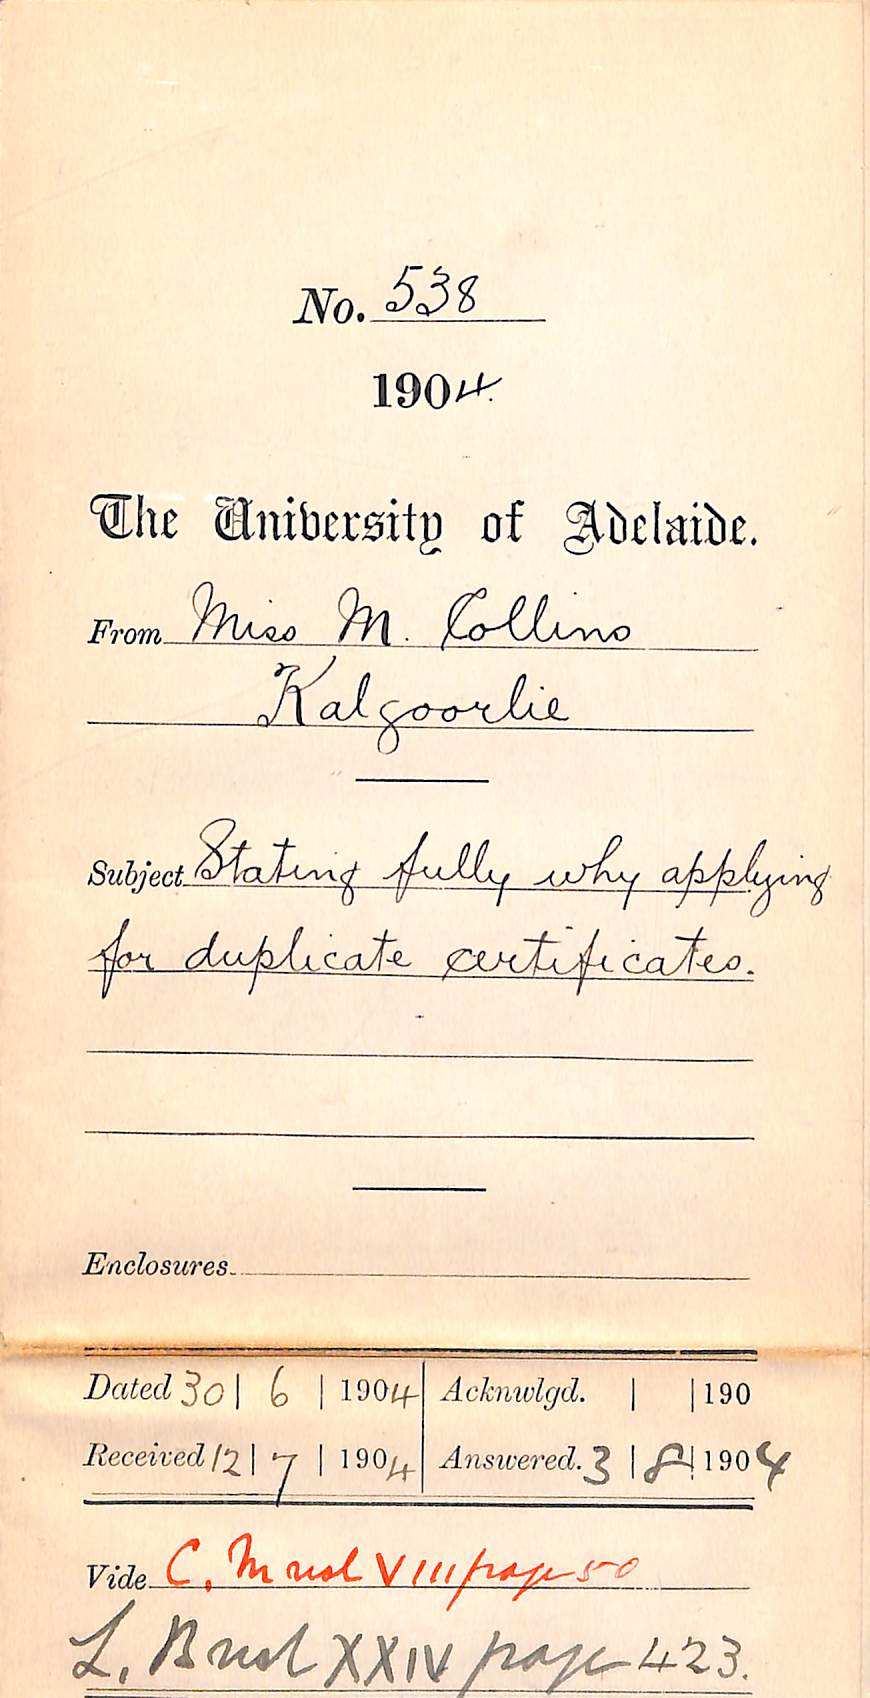 No. 538
1904.
The University of Adelaide.
From Miss M. Collins
Kalgoorlie
Subject Stating fully why applying
for duplicate certificates.
Enclosures
Dated 30 | 6 | 1904 Acknwlgd. | | 190
Received 12 | 7 | 1904 Answered. 3 | 8 | 1904
Vide C. M vol VIII page 50
L. B vol XXIV page 423.